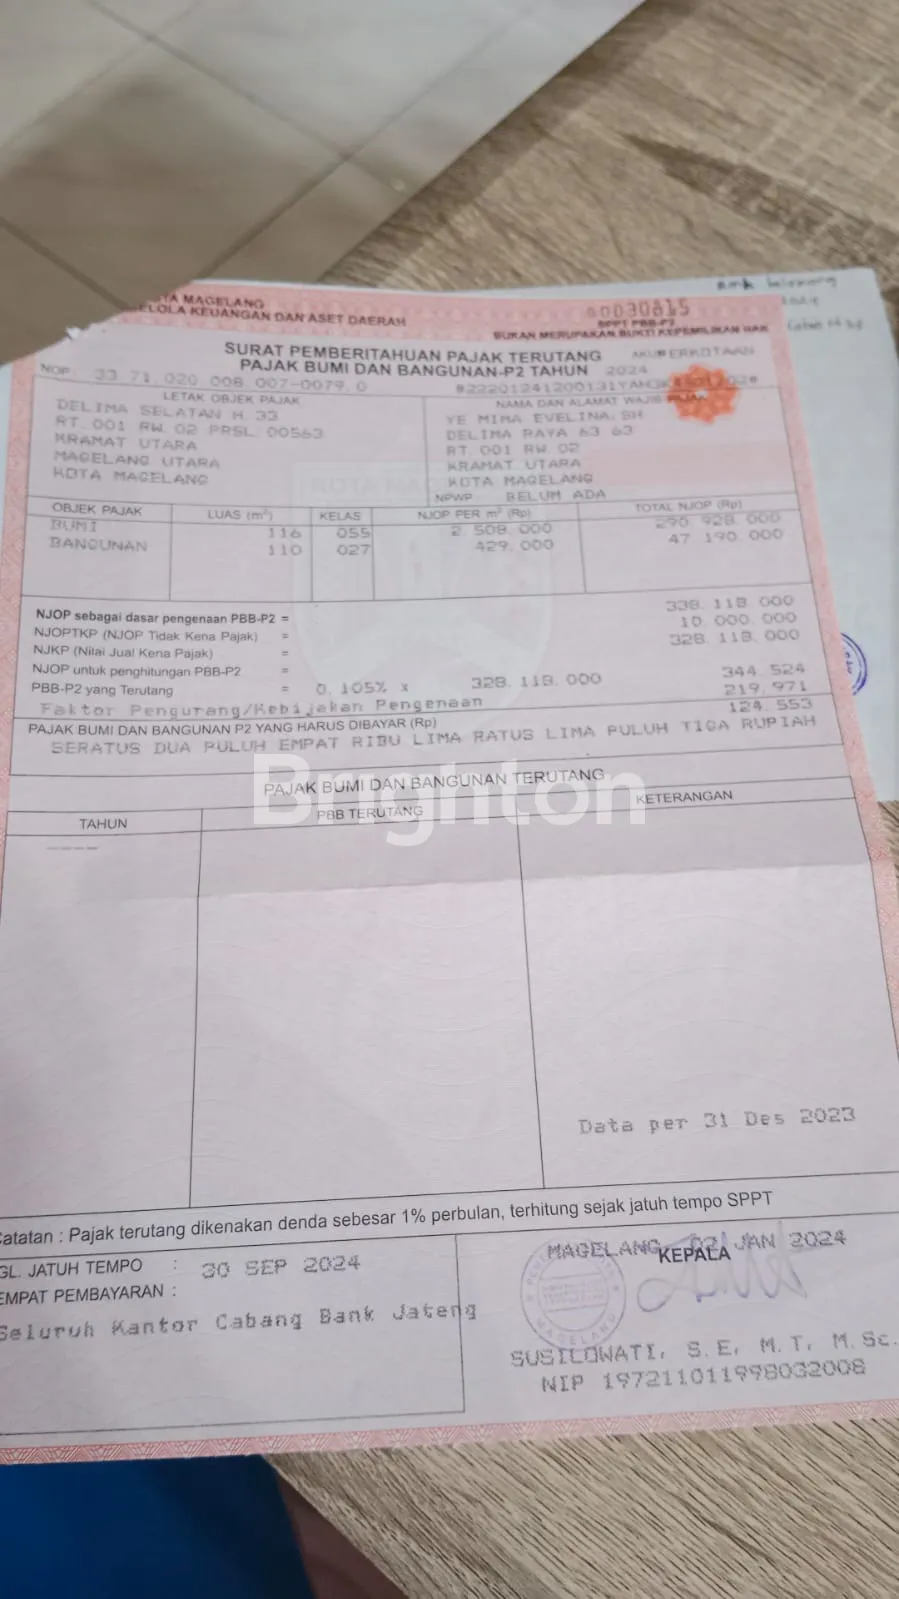 KOTA MAGELANG
KEUANGAN DAN ASET DAERAH
00030815
SPPT PBB-P2
BUKAN MERUPAKAN BUKTI KEPEMILIKAN HAK
SURAT PEMBERITAHUAN PAJAK TERUTANG
PAJAK BUMI DAN BANGUNAN-P2 TAHUN 2024
AKUN
PERKOTAAN
NOP 33 71 020 008 007-0079 0
LETAK OBJEK PAJAK
DELIMA SELATAN H 33
RT. 001 RW. 02 PRSL. 00563
KRAMAT UTARA
MAGELANG UTARA
KOTA MAGELANG
NAMA DAN ALAMAT WAJIB PAJAK
YE MIRA EVELINA, SH
DELIMA RAYA 63 63
RT. 001 RW. 02
KRAMAT UTARA
KOTA MAGELANG
NPWP BELUM ADA
OBJEK PAJAK LUAS (m²) KELAS NJOP PER m² (Rp) TOTAL NJOP (Rp)
BUMI 116 055 2.508.000 290.928.000
BANGUNAN 110 027 429.000 47.190.000
NJOP sebagai dasar pengenaan PBB-P2 = 338.118.000
NJOPTKP (NJOP Tidak Kena Pajak) = 10.000.000
NJKP (Nilai Jual Kena Pajak) = 328.118.000
NJOP untuk penghitungan PBB-P2 =
PBB-P2 yang Terutang = 0,105% x 328.118.000 344.524
Faktor Pengurang/Kebijakan Pengenaan 219.971
PAJAK BUMI DAN BANGUNAN P2 YANG HARUS DIBAYAR (Rp) 124.553
SERATUS DUA PULUH EMPAT RIBU LIMA RATUS LIMA PULUH TIGA RUPIAH
PAJAK BUMI DAN BANGUNAN TERUTANG
Brighton
TAHUN PBB TERUTANG KETERANGAN
Data per 31 Des 2023
Catatan : Pajak terutang dikenakan denda sebesar 1% perbulan, terhitung sejak jatuh tempo SPPT
GL. JATUH TEMPO : 30 SEP 2024
EMPAT PEMBAYARAN :
Seluruh Kantor Cabang Bank Jateng
MAGELANG, 02 JAN 2024
KEPALA
SUSILOWATI, S.E, M.T, M.Sc.
NIP 197211011998032008